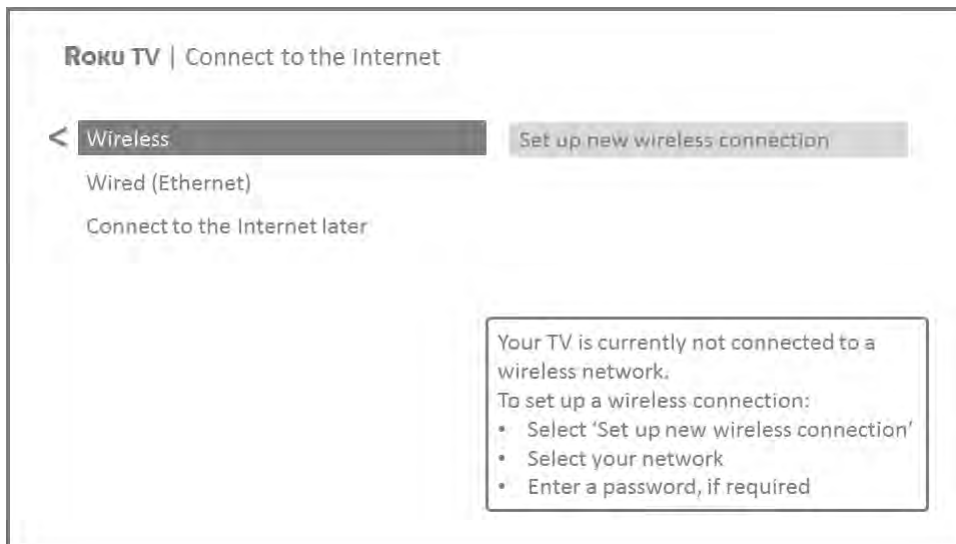 ROKU TV | Connect to the Internet
< Wireless
Set up new wireless connection
Wired (Ethernet)
Connect to the Internet later
Your TV is currently not connected to a
wireless network.
To set up a wireless connection:
• Select ‘Set up new wireless connection’
• Select your network
• Enter a password, if required